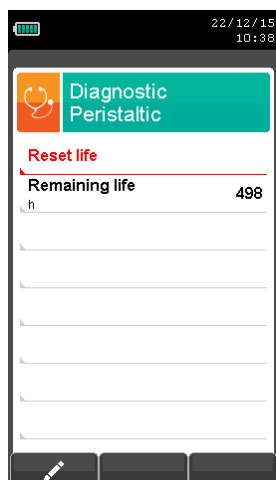 22/12/15
10:38
Diagnostic
Peristaltic
Reset life
Remaining life
498
h